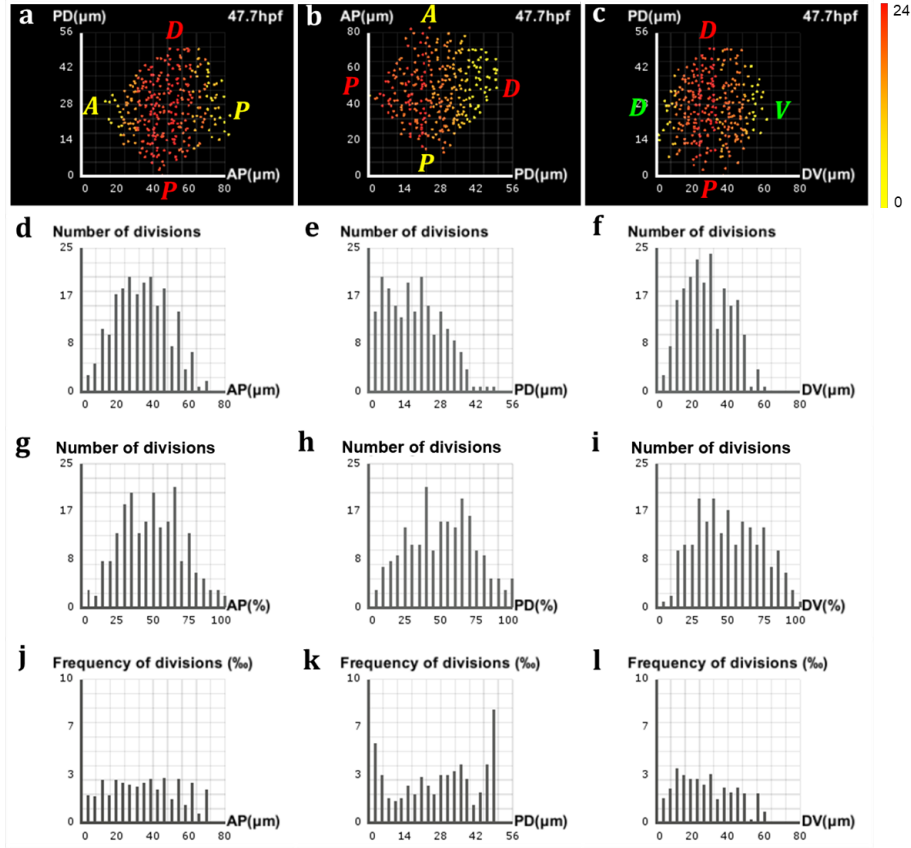 a PD(μm) 47.7hpf
D
56
42
28
14
0
A
P
P
0 20 40 60 80
AP(μm)
b AP(μm) 47.7hpf
A
80
60
40
20
0
P
D
P
0 14 28 42 56
PD(μm)
c PD(μm) 47.7hpf
D
56
42
28
14
0
D
V
P
0 20 40 60 80
DV(μm)
24
0
d Number of divisions
25
17
8
0
AP(μm)
0 20 40 60 80
e Number of divisions
25
17
8
0
PD(μm)
0 14 28 42 56
f Number of divisions
25
17
8
0
DV(μm)
0 20 40 60 80
g Number of divisions
25
17
8
0
AP(%)
0 25 50 75 100
h Number of divisions
25
17
8
0
PD(%)
0 25 50 75 100
i Number of divisions
25
17
8
0
DV(%)
0 25 50 75 100
j Frequency of divisions (‰)
10
7
3
0
AP(μm)
0 20 40 60 80
k Frequency of divisions (‰)
10
7
3
0
PD(μm)
0 14 28 42 56
l Frequency of divisions (‰)
10
7
3
0
DV(μm)
0 20 40 60 80